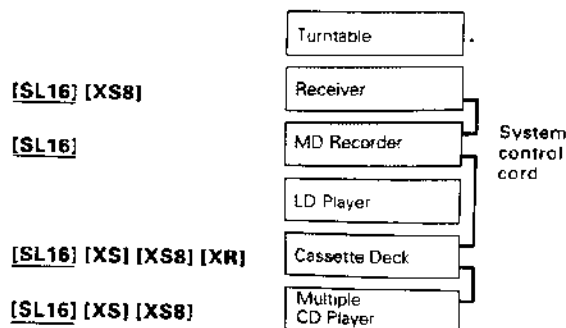 Turntable
[SL16] [XS8]
Receiver
[SL16]
MD Recorder
System
control
cord
LD Player
[SL16] [XS] [XS8] [XR]
Cassette Deck
[SL16] [XS] [XS8]
Multiple
CD Player